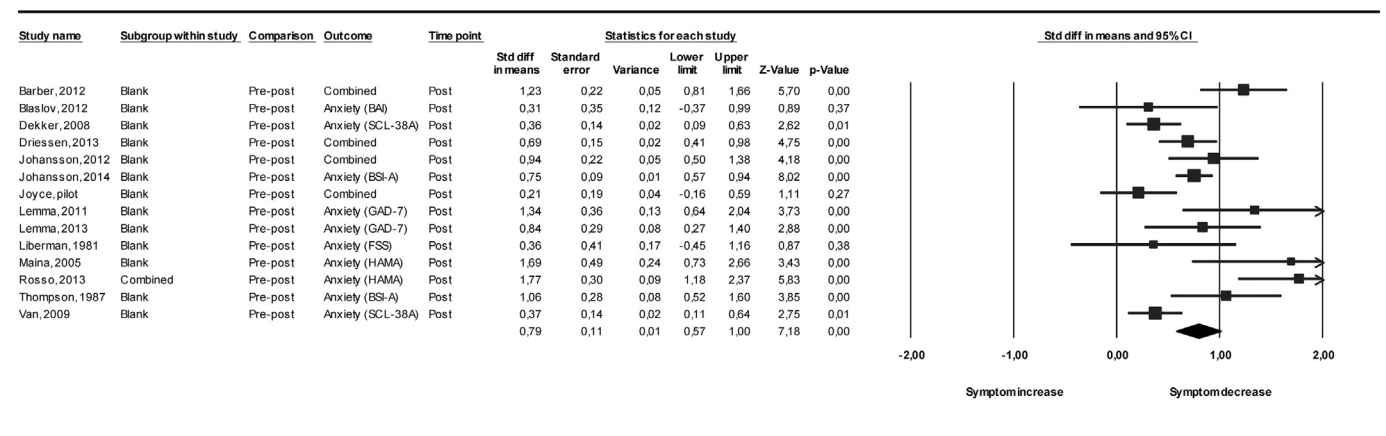 Study name Subgroup within study Comparison Outcome Time point Statistics for each study Std diff in means and 95% CI
Std diff in means Standard error Variance Lower limit Upper limit Z-Value p-Value
Barber, 2012 Blank Pre-post Combined Post 1,23 0,22 0,05 0,81 1,66 5,70 0,00
Blaslov, 2012 Blank Pre-post Anxiety (BAI) Post 0,31 0,35 0,12 -0,37 0,99 0,89 0,37
Dekker, 2008 Blank Pre-post Anxiety (SCL-38A) Post 0,36 0,14 0,02 0,09 0,63 2,62 0,01
Driessen, 2013 Blank Pre-post Combined Post 0,69 0,15 0,02 0,41 0,98 4,75 0,00
Johansson, 2012 Blank Pre-post Combined Post 0,94 0,22 0,05 0,50 1,38 4,18 0,00
Johansson, 2014 Blank Pre-post Anxiety (BSI-A) Post 0,75 0,09 0,01 0,57 0,94 8,02 0,00
Joyce, pilot Blank Pre-post Combined Post 0,21 0,19 0,04 -0,16 0,59 1,11 0,27
Lemma, 2011 Blank Pre-post Anxiety (GAD-7) Post 1,34 0,36 0,13 0,64 2,04 3,73 0,00
Lemma, 2013 Blank Pre-post Anxiety (GAD-7) Post 0,84 0,29 0,08 0,27 1,40 2,88 0,00
Liberman, 1981 Blank Pre-post Anxiety (FSS) Post 0,36 0,41 0,17 -0,45 1,16 0,87 0,38
Maina, 2005 Blank Pre-post Anxiety (HAMA) Post 1,69 0,49 0,24 0,73 2,66 3,43 0,00
Rosso, 2013 Combined Pre-post Anxiety (HAMA) Post 1,77 0,30 0,09 1,18 2,37 5,83 0,00
Thompson, 1987 Blank Pre-post Anxiety (BSI-A) Post 1,06 0,28 0,08 0,52 1,60 3,85 0,00
Van, 2009 Blank Pre-post Anxiety (SCL-38A) Post 0,37 0,14 0,02 0,11 0,64 2,75 0,01
0,79 0,11 0,01 0,57 1,00 7,18 0,00
-2,00 -1,00 0,00 1,00 2,00
Symptom increase Symptom decrease